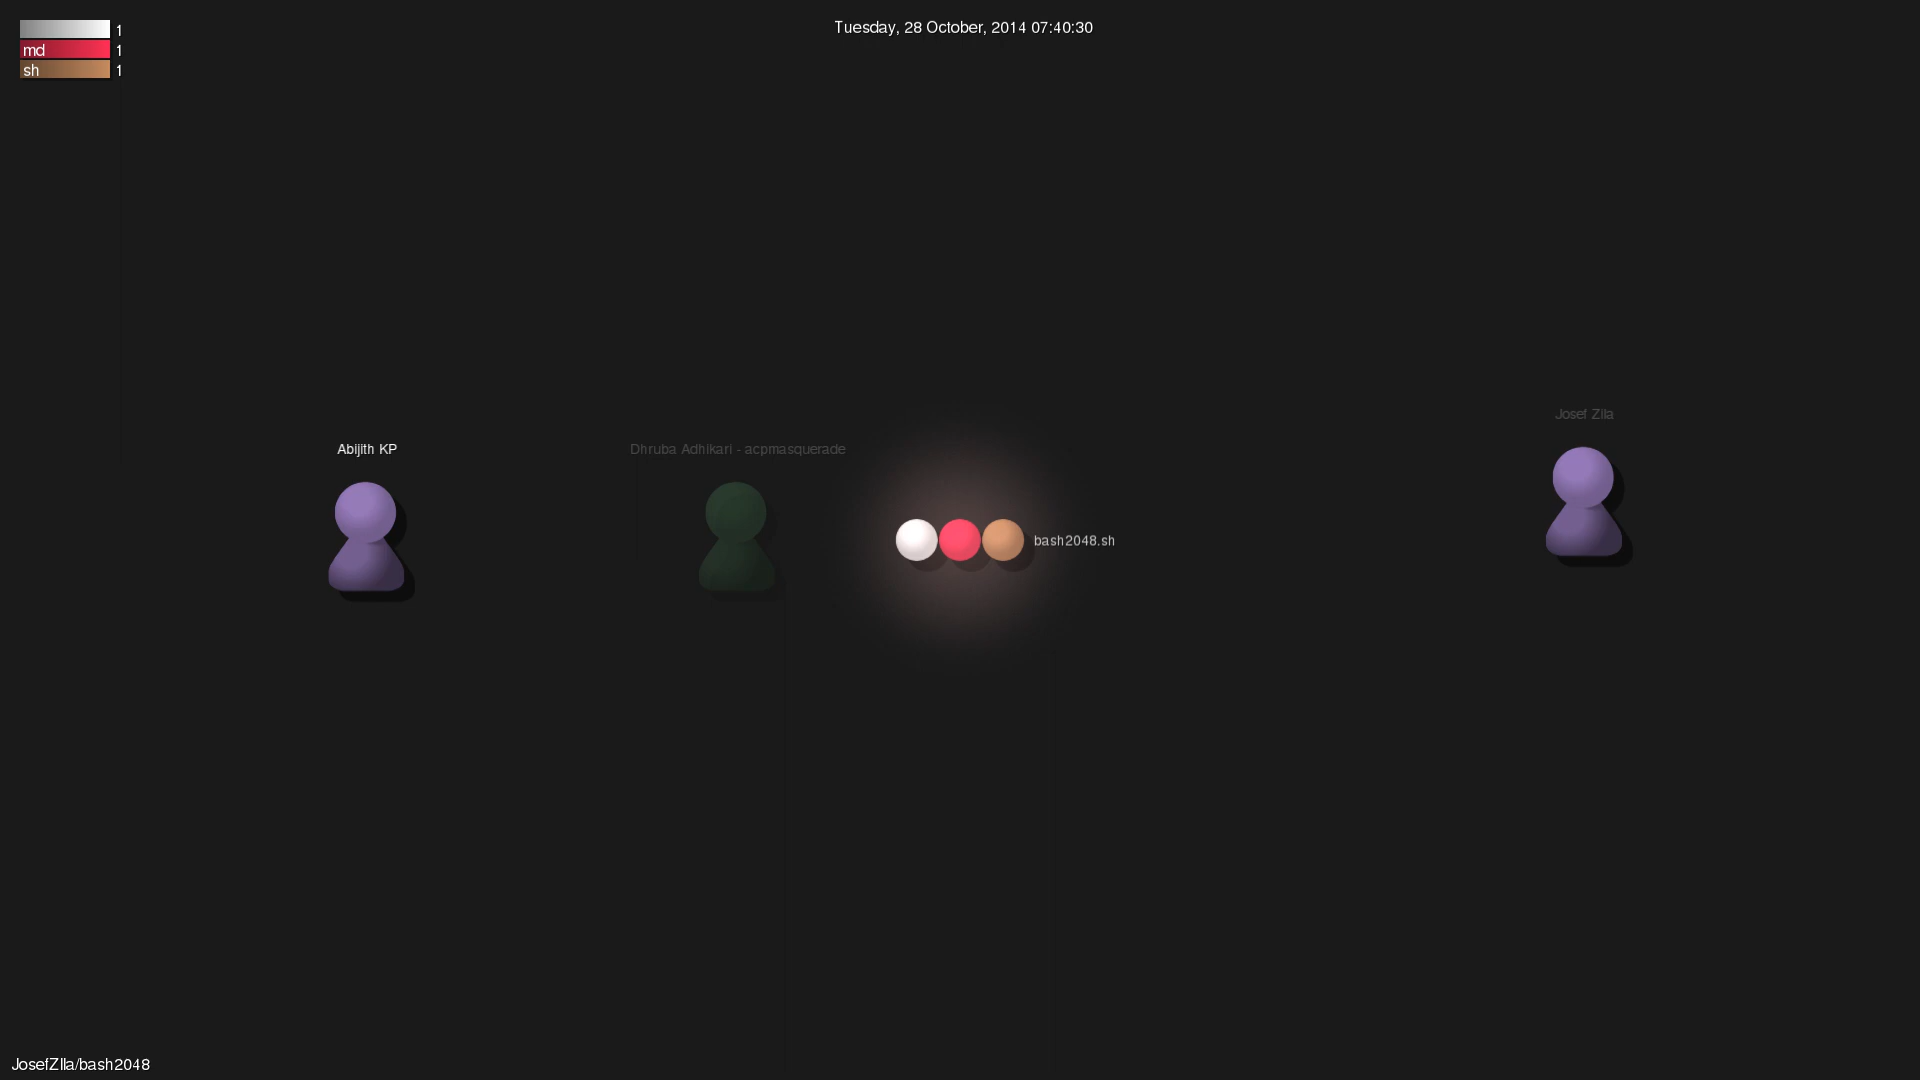 1
Tuesday, 28 October, 2014 07:40:30
md 1
sh 1
Josef Zila
Abijith KP
Dhruba Adhikari - acpmasquerade
bash2048.sh
JosefZIla/bash2048